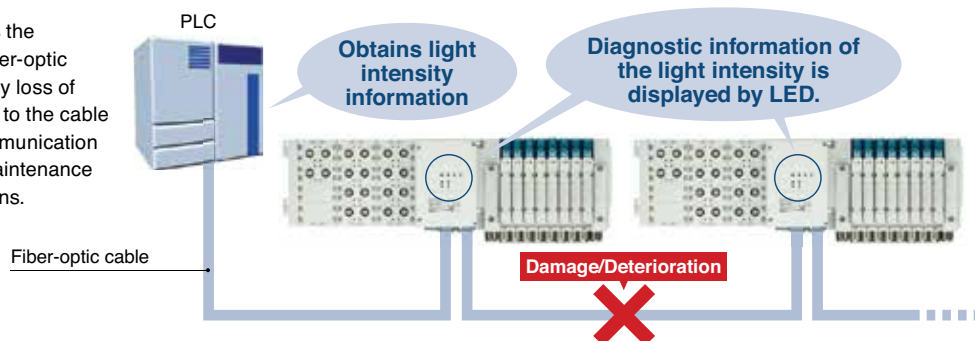 the
er-optic
y loss of
to the cable
munication
aintenance
ns.
PLC
Obtains light
intensity
information
Diagnostic information of
the light intensity is
displayed by LED.
Fiber-optic cable
Damage/Deterioration